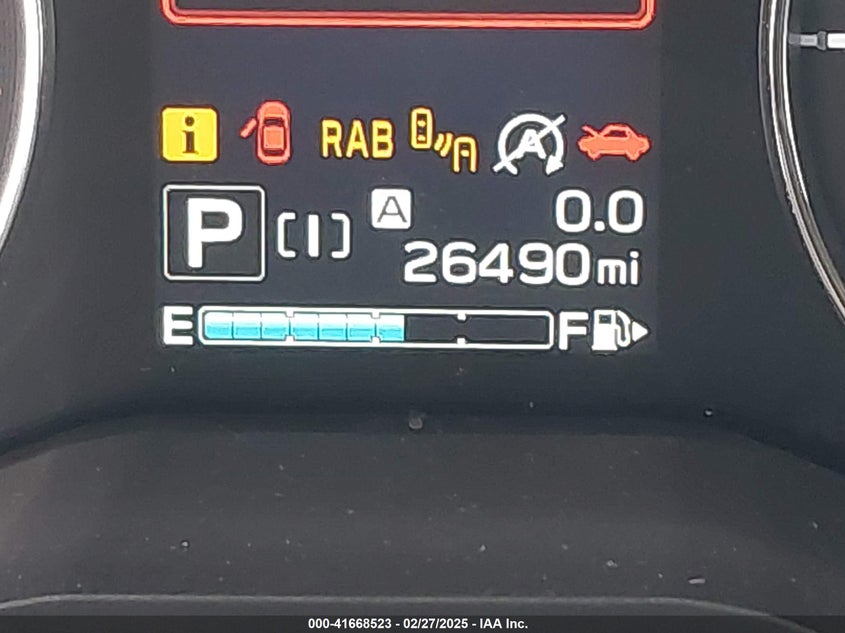 i RAB A
P [I] A 0.0
26490mi
E F
000-41668523 - 02/27/2025 - IAA Inc.